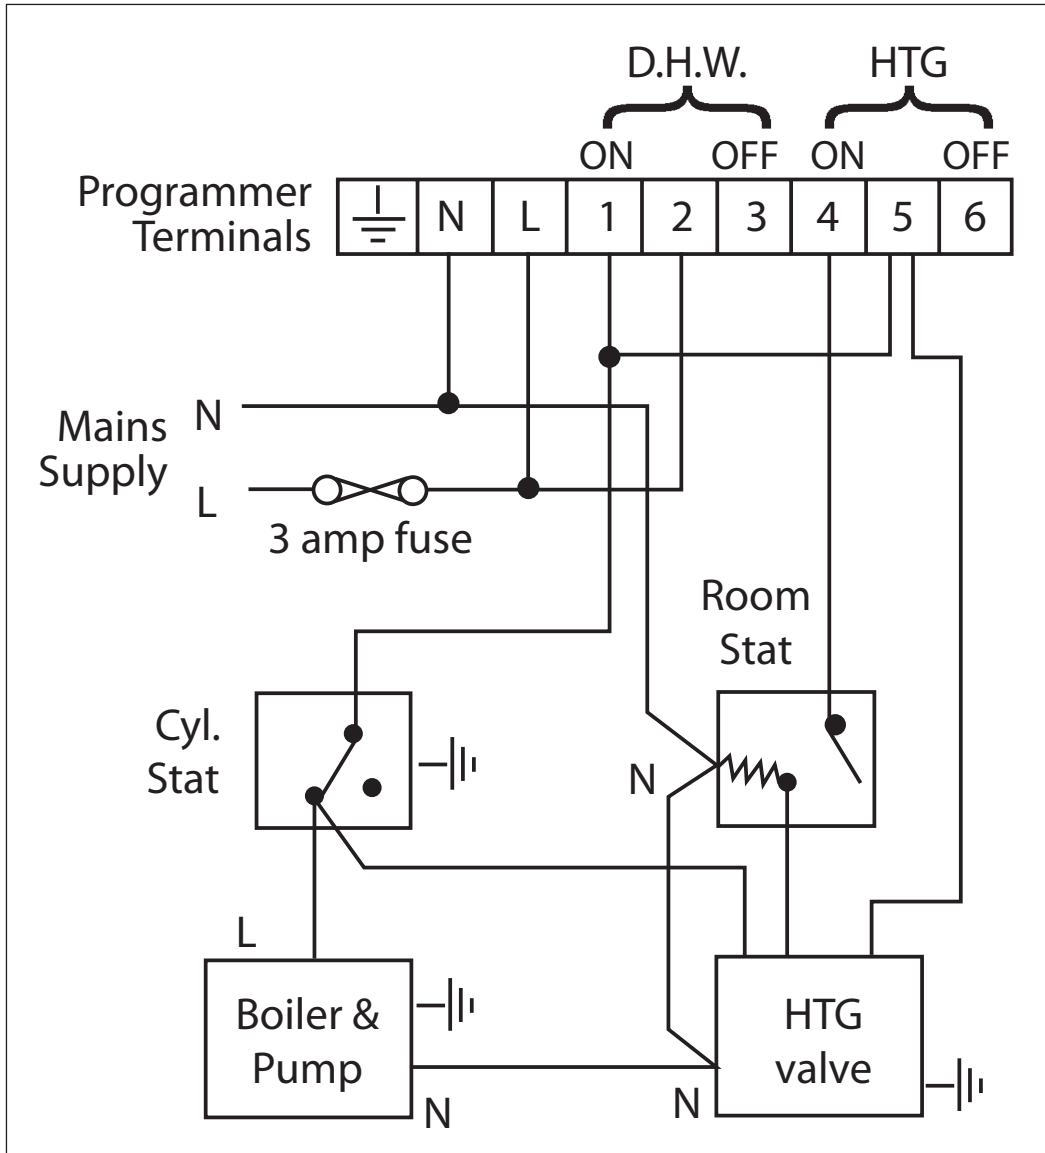 D.H.W. HTG
ON OFF ON OFF
Programmer
Terminals
N L 1 2 3 4 5 6
Mains
Supply
N
L
3 amp fuse
Room
Stat
Cyl.
Stat
N
L
Boiler &
Pump
N
HTG
valve
N